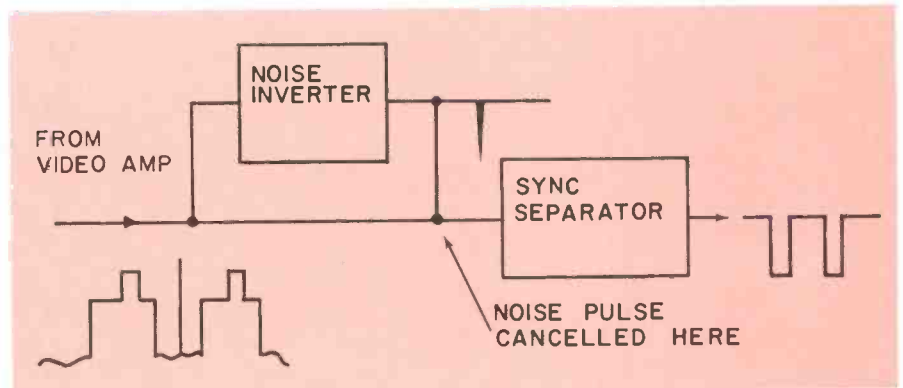 NOISE
INVERTER
FROM
VIDEO AMP
SYNC
SEPARATOR
NOISE PULSE
CANCELLED HERE